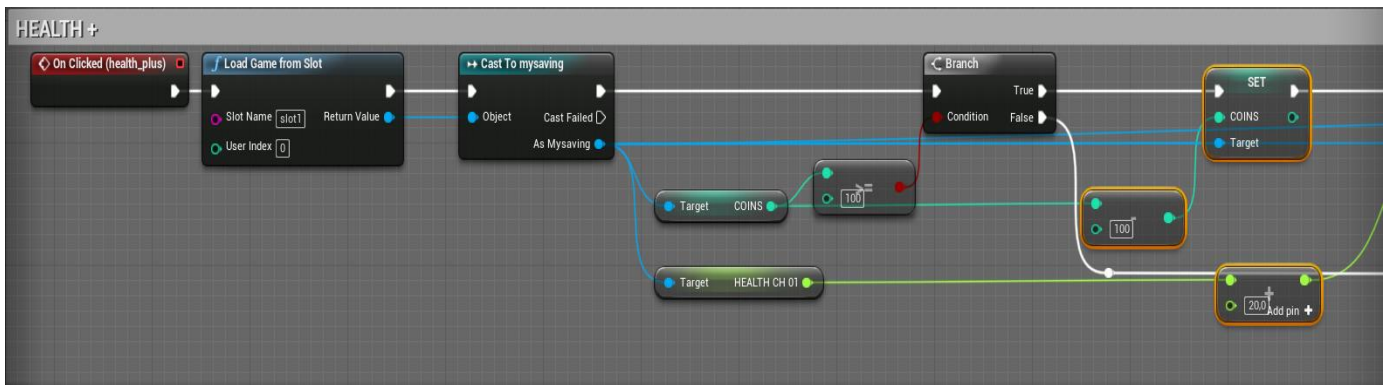 HEALTH +
On Clicked (health_plus)
Load Game from Slot
Slot Name slot1 Return Value
User Index 0
Cast To mysaving
Object Cast Failed
As Mysaving
Branch
True
Condition False
SET
COINS
Target
Target COINS
>=
100
-
100
Target HEALTH CH 01
+
20,0 Add pin +